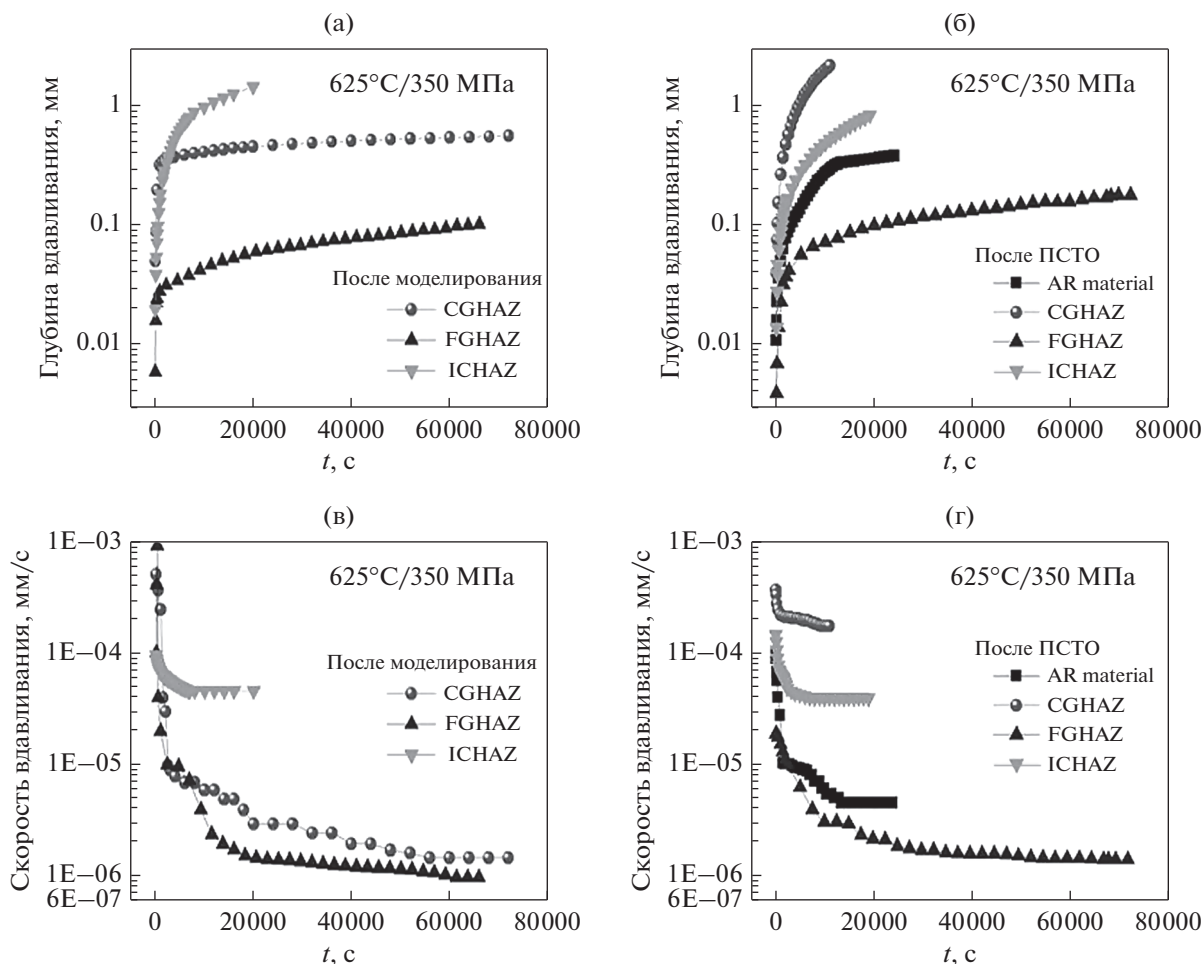 (а)
Глубина вдавливания, мм
1
0.1
0.01
625°C/350 МПа
После моделирования
CGHAZ
FGHAZ
ICHAZ
0 20000 40000 60000 80000
t, с
(б)
Глубина вдавливания, мм
1
0.1
0.01
625°C/350 МПа
После ПСТО
AR material
CGHAZ
FGHAZ
ICHAZ
0 20000 40000 60000 80000
t, с
(в)
Скорость вдавливания, мм/с
1E−03
1E−04
1E−05
1E−06
6E−07
625°C/350 МПа
После моделирования
CGHAZ
FGHAZ
ICHAZ
0 20000 40000 60000 80000
t, с
(г)
Скорость вдавливания, мм/с
1E−03
1E−04
1E−05
1E−06
6E−07
625°C/350 МПа
После ПСТО
AR material
CGHAZ
FGHAZ
ICHAZ
0 20000 40000 60000 80000
t, с